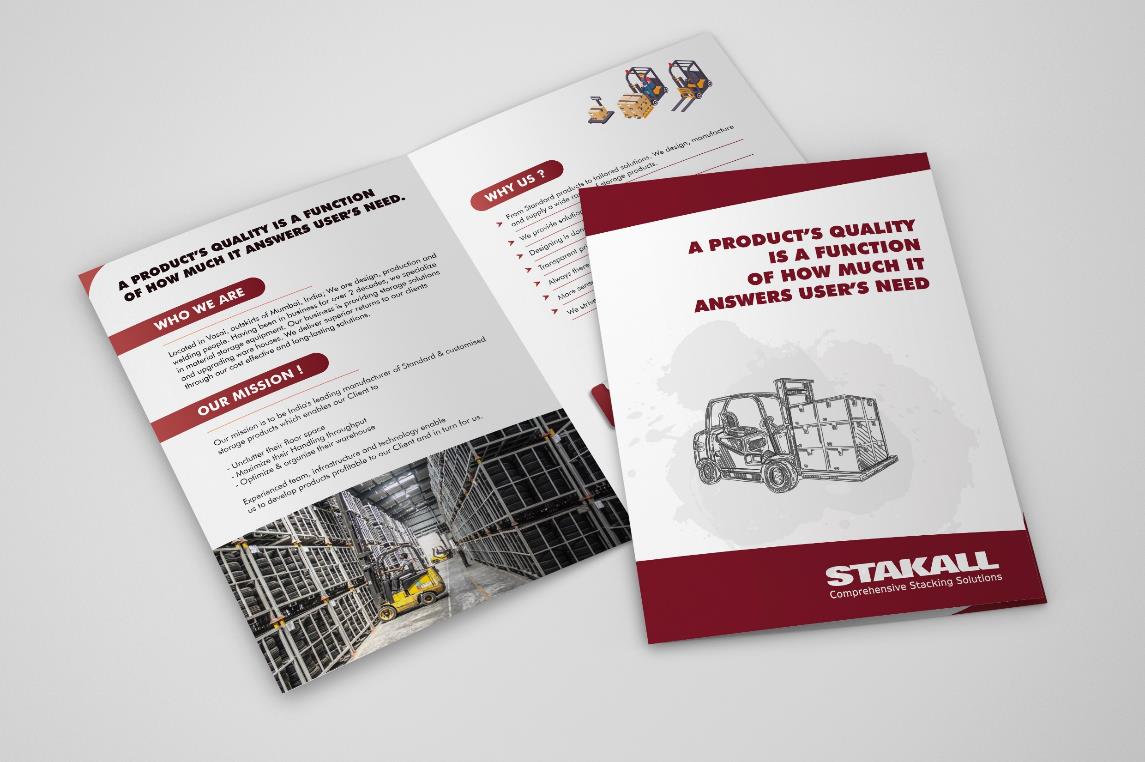 A PRODUCT'S QUALITY IS A FUNCTION
OF HOW MUCH IT ANSWERS USER'S NEED.
WHO WE ARE
Located in Vasai, outskirts of Mumbai, India, We are design, production and
welding people. Having been in business for over 2 decades, we specialize
in material storage equipment. Our business is providing storage solutions
and upgrading ware houses. We deliver superior returns to our clients
through our cost effective and long-lasting solutions.
OUR MISSION !
Our mission is to be India's leading manufacturer of Standard & customised
storage products which enables our Client to
- Unclutter their floor space
- Maximize their Handling throughput
- Optimize & organise their warehouse
Experienced team, infrastructure and technology enable
us to develop products profitable to our Client and in turn for us.
WHY US ?
From Standard products to tailored solutions. We design, manufacture
and supply a wide storage products.
We provide
Designing is
Transparent
Always there
More
We
A PRODUCT'S QUALITY
IS A FUNCTION
OF HOW MUCH IT
ANSWERS USER'S NEED
STAKALL
Comprehensive Stacking Solutions